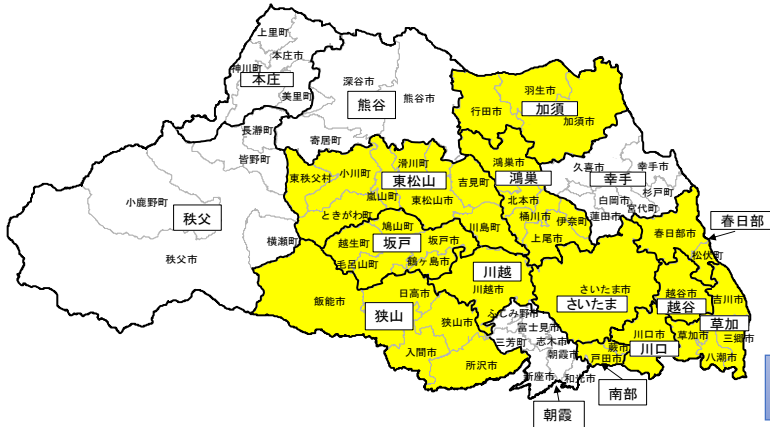 上里町
本庄市
神川町
本庄
美里町
深谷市
熊谷市
熊谷
寄居町
長瀞町
皆野町
小鹿野町
秩父
秩父市
横瀬町
羽生市
行田市
加須
加須市
東秩父村
小川町
滑川町
東松山
嵐山町
東松山市
吉見町
ときがわ町
川島町
鳩山町
坂戸
越生町
坂戸市
毛呂山町
鶴ヶ島市
鴻巣市
鴻巣
北本市
桶川市
伊奈町
上尾市
久喜市
幸手市
幸手
杉戸町
白岡市
宮代町
蓮田市
春日部
春日部市
松伏町
川越
川越市
さいたま市
さいたま
越谷市
越谷
吉川市
草加
三郷市
草加市
八潮市
川口市
川口
蕨市
戸田市
南部
飯能市
日高市
狭山
狭山市
入間市
所沢市
ふじみ野市
富士見市
三芳町
志木市
朝霞市
新座市
和光市
朝霞